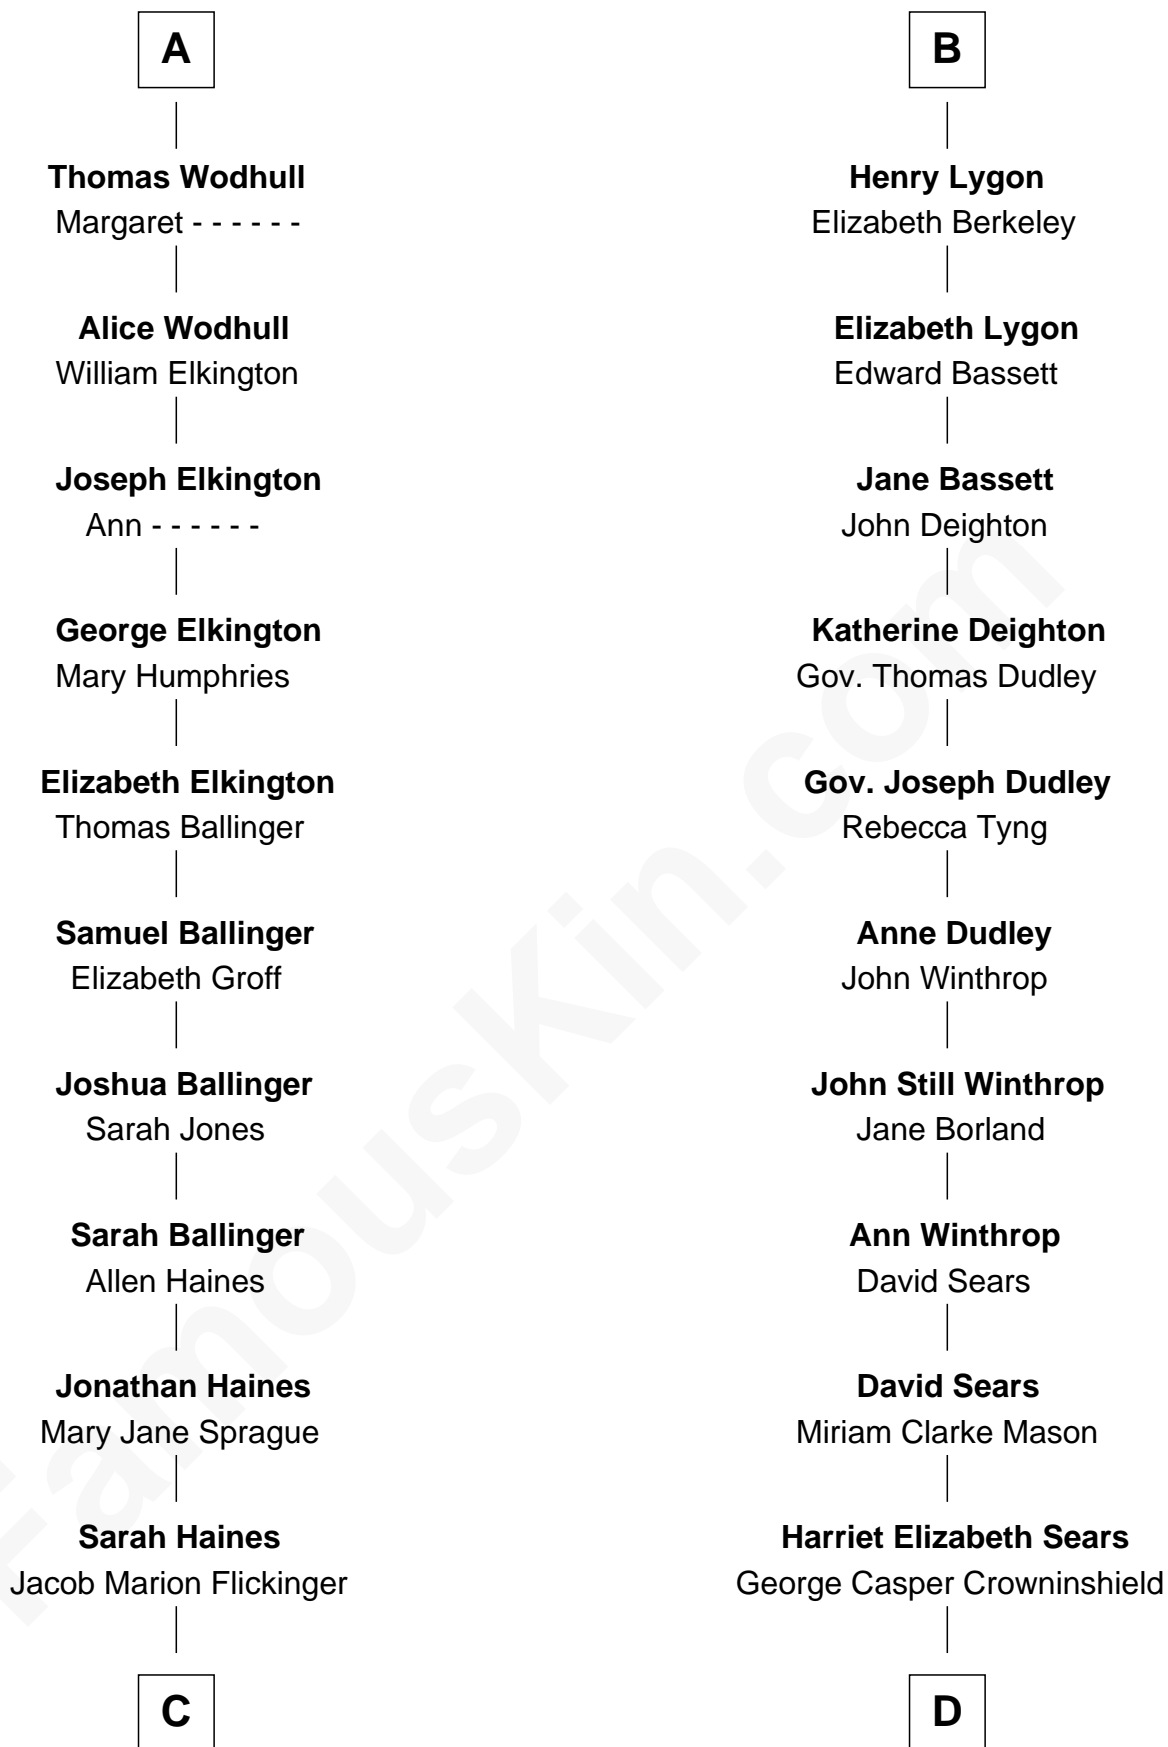 A
Thomas Wodhull
Margaret - - - - - -
Alice Wodhull
William Elkington
Joseph Elkington
Ann - - - - - -
George Elkington
Mary Humphries
Elizabeth Elkington
Thomas Ballinger
Samuel Ballinger
Elizabeth Groff
Joshua Ballinger
Sarah Jones
Sarah Ballinger
Allen Haines
Jonathan Haines
Mary Jane Sprague
Sarah Haines
Jacob Marion Flickinger
C
B
Henry Lygon
Elizabeth Berkeley
Elizabeth Lygon
Edward Bassett
Jane Bassett
John Deighton
Katherine Deighton
Gov. Thomas Dudley
Gov. Joseph Dudley
Rebecca Tyng
Anne Dudley
John Winthrop
John Still Winthrop
Jane Borland
Ann Winthrop
David Sears
David Sears
Miriam Clarke Mason
Harriet Elizabeth Sears
George Casper Crowninshield
D
FamousKin.com